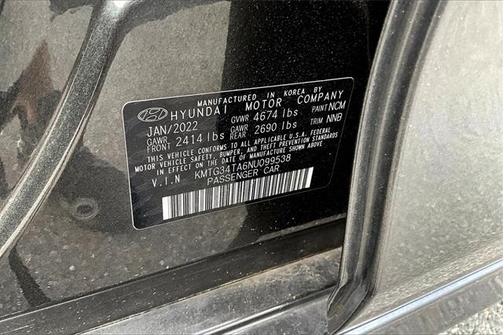 MANUFACTURED IN KOREA BY
HYUNDAI MOTOR COMPANY
JAN/2022 GVWR 4674 lbs PAINT NCM
GAWR FRONT 2414 lbs GAWR REAR 2690 lbs TRIM NNB
THIS VEHICLE CONFORMS TO ALL APPLICABLE U.S.A. FEDERAL
MOTOR VEHICLE SAFETY, BUMPER, AND THEFT PREVENTION STANDARDS
IN EFFECT ON THE DATE OF MANUFACTURE SHOWN ABOVE.
V.I.N KMTG34TA6NU099538
PASSENGER CAR